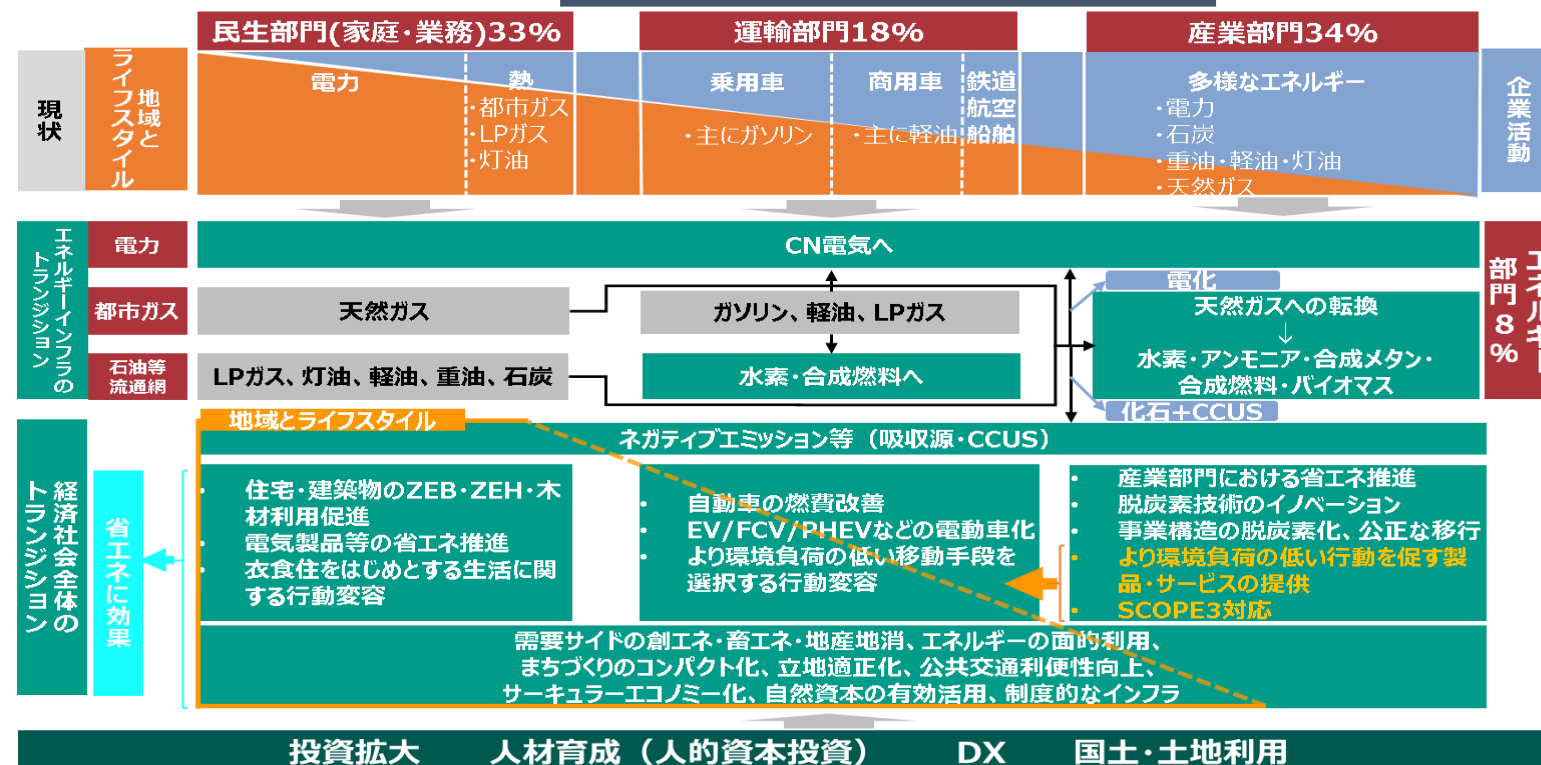 民生部門(家庭・業務)33%
運輸部門18%
産業部門34%
現状
地域と
ライフスタイル
電力
熱
・都市ガス
・LPガス
・灯油
乗用車
・主にガソリン
商用車
・主に軽油
鉄道
航空
船舶
多様なエネルギー
・電力
・石炭
・重油・軽油・灯油
・天然ガス
企業活動
エネルギーインフラの
トランジション
電力
CN電気へ
都市ガス
天然ガス
ガソリン、軽油、LPガス
電化
天然ガスへの転換
↓
水素・アンモニア・合成メタン・
合成燃料・バイオマス
化石+CCUS
石油等
流通網
LPガス、灯油、軽油、重油、石炭
水素・合成燃料へ
エネルギー
部門8%
地域とライフスタイル
ネガティブエミッション等（吸収源・CCUS）
経済社会全体の
トランジション
省エネに効果
• 住宅・建築物のZEB・ZEH・木
材利用促進
• 電気製品等の省エネ推進
• 衣食住をはじめとする生活に関
する行動変容
• 自動車の燃費改善
• EV/FCV/PHEVなどの電動車化
• より環境負荷の低い移動手段を
選択する行動変容
• 産業部門における省エネ推進
• 脱炭素技術のイノベーション
• 事業構造の脱炭素化、公正な移行
• より環境負荷の低い行動を促す製
品・サービスの提供
• SCOPE3対応
需要サイドの創エネ・畜エネ・地産地消、エネルギーの面的利用、
まちづくりのコンパクト化、立地適正化、公共交通利便性向上、
サーキュラーエコノミー化、自然資本の有効活用、制度的なインフラ
投資拡大 人材育成（人的資本投資） DX 国土・土地利用